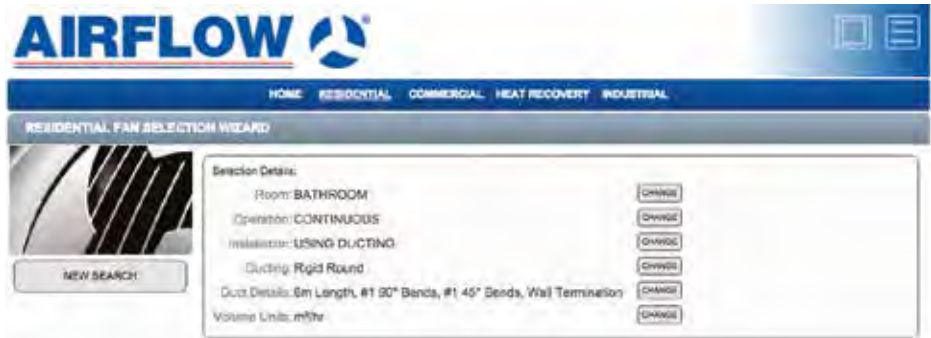 AIRFLOW
HOME RESIDENTIAL COMMERCIAL HEAT RECOVERY INDUSTRIAL
RESIDENTIAL FAN SELECTION WIZARD
Selection Details:
Room: BATHROOM CHANGE
Operation: CONTINUOUS CHANGE
Installation: USING DUCTING CHANGE
Ducting: Rigid Round CHANGE
NEW SEARCH
Duct Details: 6m Length, #1 90° Bends, #1 45° Bends, Wall Termination CHANGE
Volume Units: m³/hr CHANGE